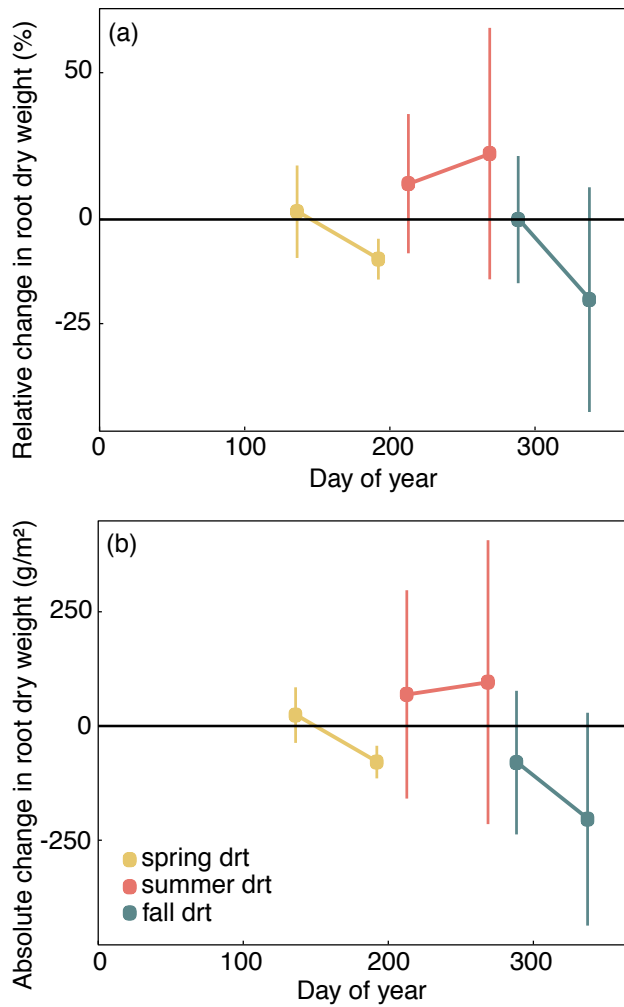 (a)
Relative change in root dry weight (%)
50
0
-25
0 100 200 300
Day of year
(b)
Absolute change in root dry weight (g/m²)
250
0
-250
spring drt
summer drt
fall drt
0 100 200 300
Day of year